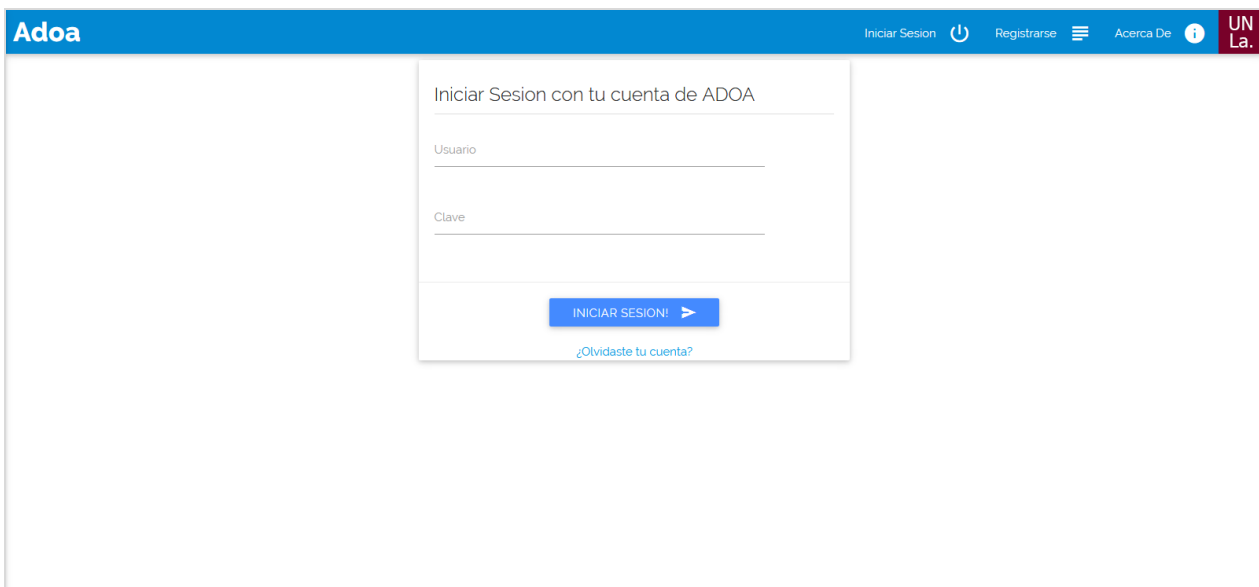 Adoa
Iniciar Sesion Registrarse Acerca De
UN
La.
Iniciar Sesion con tu cuenta de ADOA
Usuario
Clave
INICIAR SESION!
¿Olvidaste tu cuenta?